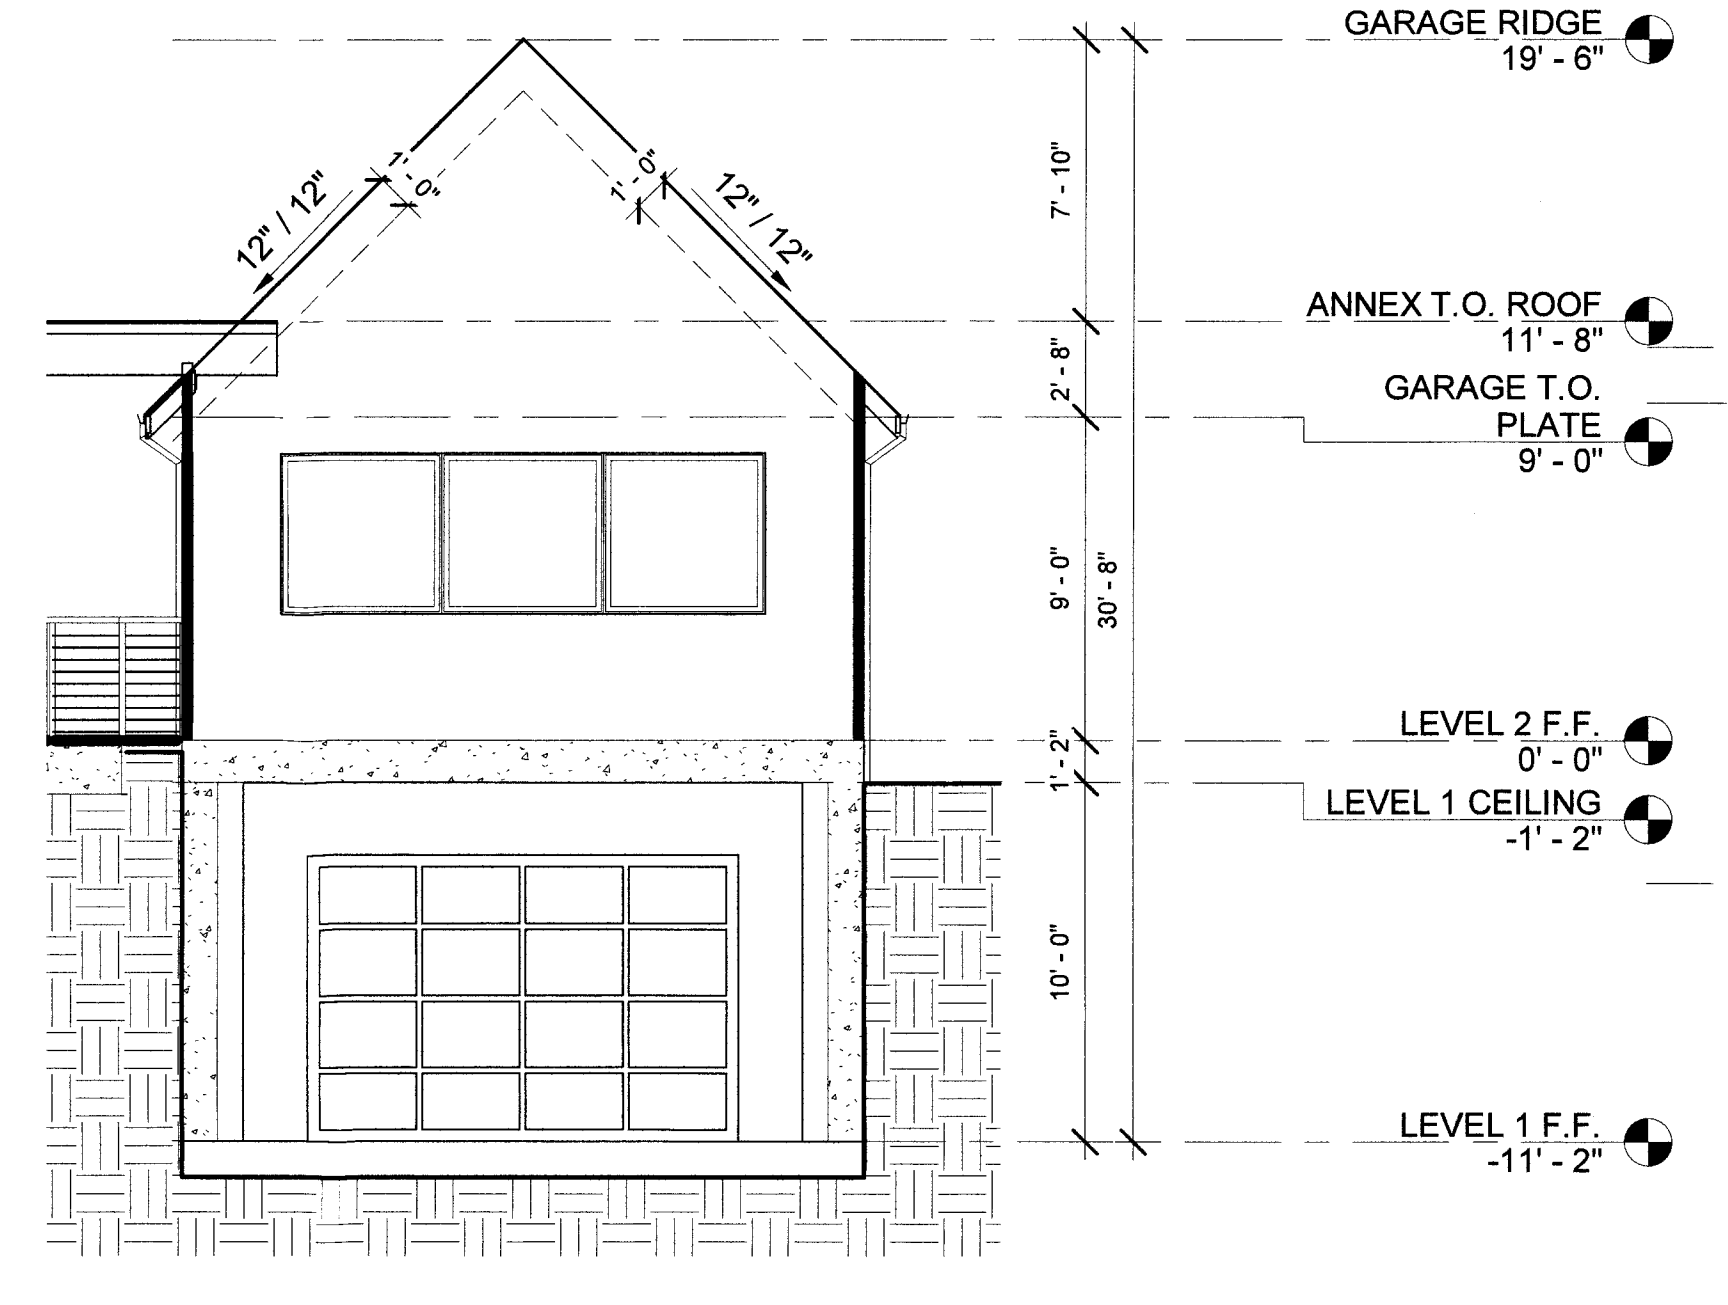 GARAGE RIDGE
19' - 6"
1' - 0"
1' - 0"
12" / 12"
12" / 12"
7' - 10"
ANNEX T.O. ROOF
11' - 8"
2' - 8"
GARAGE T.O.
PLATE
9' - 0"
9' - 0"
30' - 8"
LEVEL 2 F.F.
0' - 0"
1' - 2"
LEVEL 1 CEILING
-1' - 2"
10' - 0"
LEVEL 1 F.F.
-11' - 2"